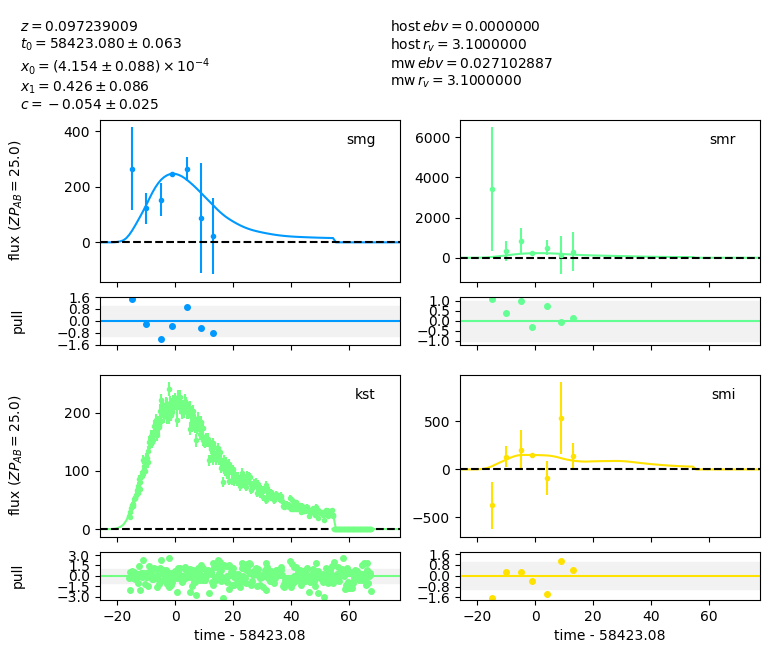 z = 0.097239009
t₀ = 58423.080 ± 0.063
x₀ = (4.154 ± 0.088) × 10⁻⁴
x₁ = 0.426 ± 0.086
c = −0.054 ± 0.025
host ebv = 0.0000000
host r_v = 3.1000000
mw ebv = 0.027102887
mw r_v = 3.1000000
smg
400
200
0
flux (ZP_AB = 25.0)
smr
6000
4000
2000
0
1.6
0.8
0.0
−0.8
−1.6
pull
1.0
0.5
0.0
−0.5
−1.0
kst
200
100
0
flux (ZP_AB = 25.0)
smi
500
0
−500
3.0
1.5
0.0
−1.5
−3.0
pull
−20 0 20 40 60
time - 58423.08
1.6
0.8
0.0
−0.8
−1.6
−20 0 20 40 60
time - 58423.08